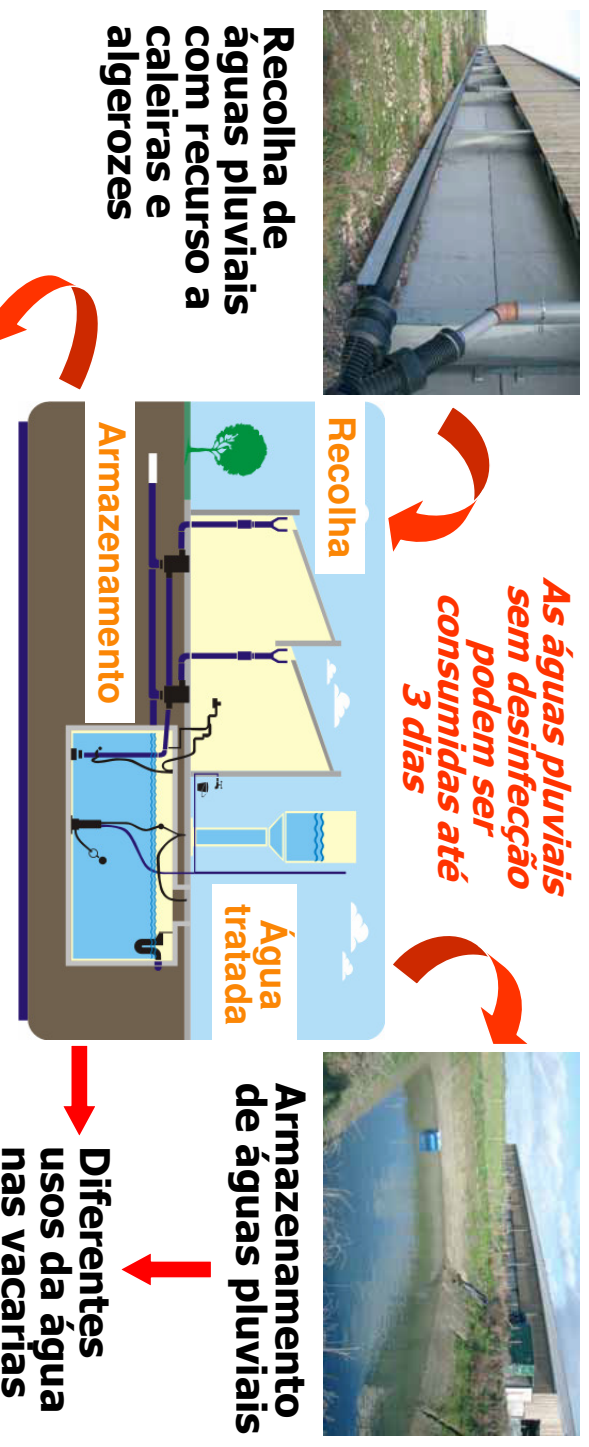 Recolha de
águas pluviais
com recurso a
caleiras e
algerozes
As águas pluviais
sem desinfecção
podem ser
consumidas até
3 dias
Recolha
Armazenamento
Água
tratada
Armazenamento
de águas pluviais
Diferentes
usos da água
nas vacarias